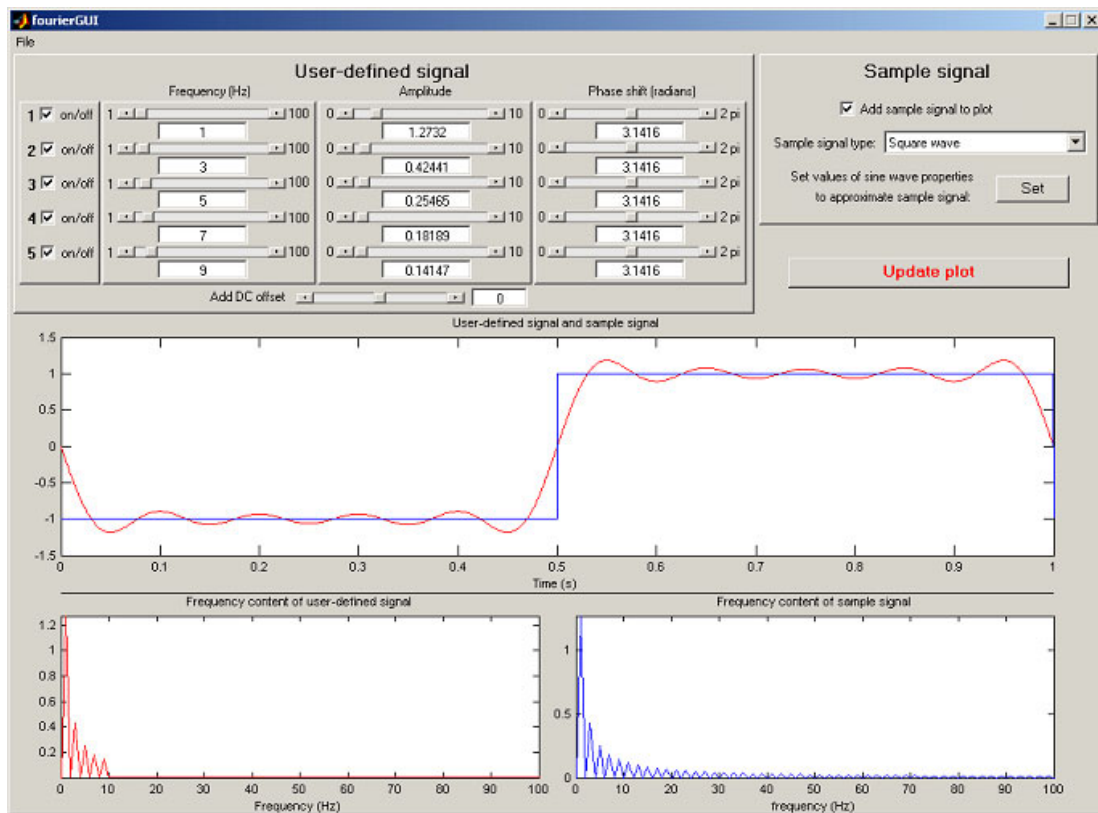 fourierGUI
File
User-defined signal
Frequency (Hz) Amplitude Phase shift (radians)
1 on/off 1 100 0 10 0 2 pi
1 1.2732 3.1416
2 on/off 1 100 0 10 0 2 pi
3 0.42441 3.1416
3 on/off 1 100 0 10 0 2 pi
5 0.25465 3.1416
4 on/off 1 100 0 10 0 2 pi
7 0.18189 3.1416
5 on/off 1 100 0 10 0 2 pi
9 0.14147 3.1416
Add DC offset 0
Sample signal
Add sample signal to plot
Sample signal type: Square wave
Set values of sine wave properties
to approximate sample signal:
Set
Update plot
User-defined signal and sample signal
1.5
1
0.5
0
-0.5
-1
-1.5
0 0.1 0.2 0.3 0.4 0.5 0.6 0.7 0.8 0.9 1
Time (s)
Frequency content of user-defined signal
1.2
1
0.8
0.6
0.4
0.2
0 10 20 30 40 50 60 70 80 90 100
Frequency (Hz)
Frequency content of sample signal
1
0.5
0
0 10 20 30 40 50 60 70 80 90 100
frequency (Hz)